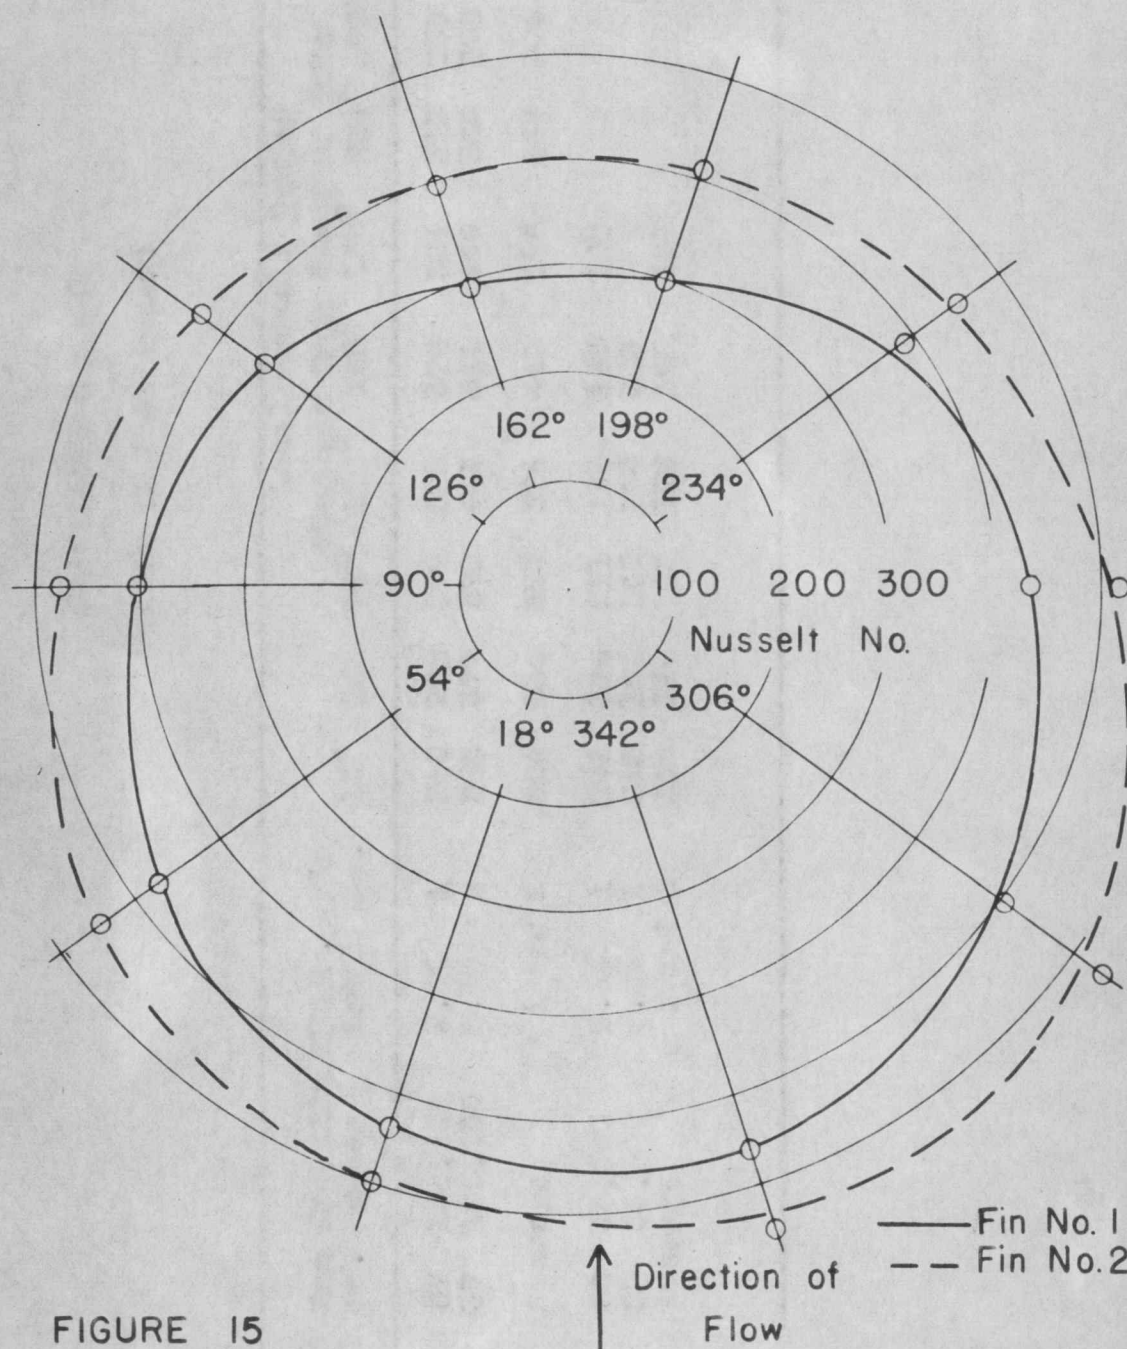 162° 198°
126° 234°
90° 100 200 300
Nusselt No.
54° 306°
18° 342°
Fin No. 1
Fin No. 2
Direction of
Flow
FIGURE 15